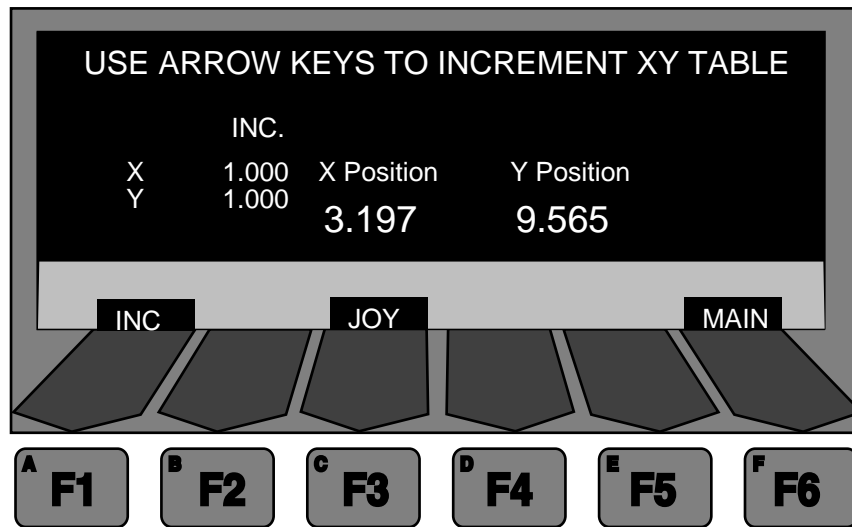 USE ARROW KEYS TO INCREMENT XY TABLE
INC.
X 1.000 X Position Y Position
Y 1.000
3.197 9.565
INC JOY MAIN
A B C D E F
F1 F2 F3 F4 F5 F6